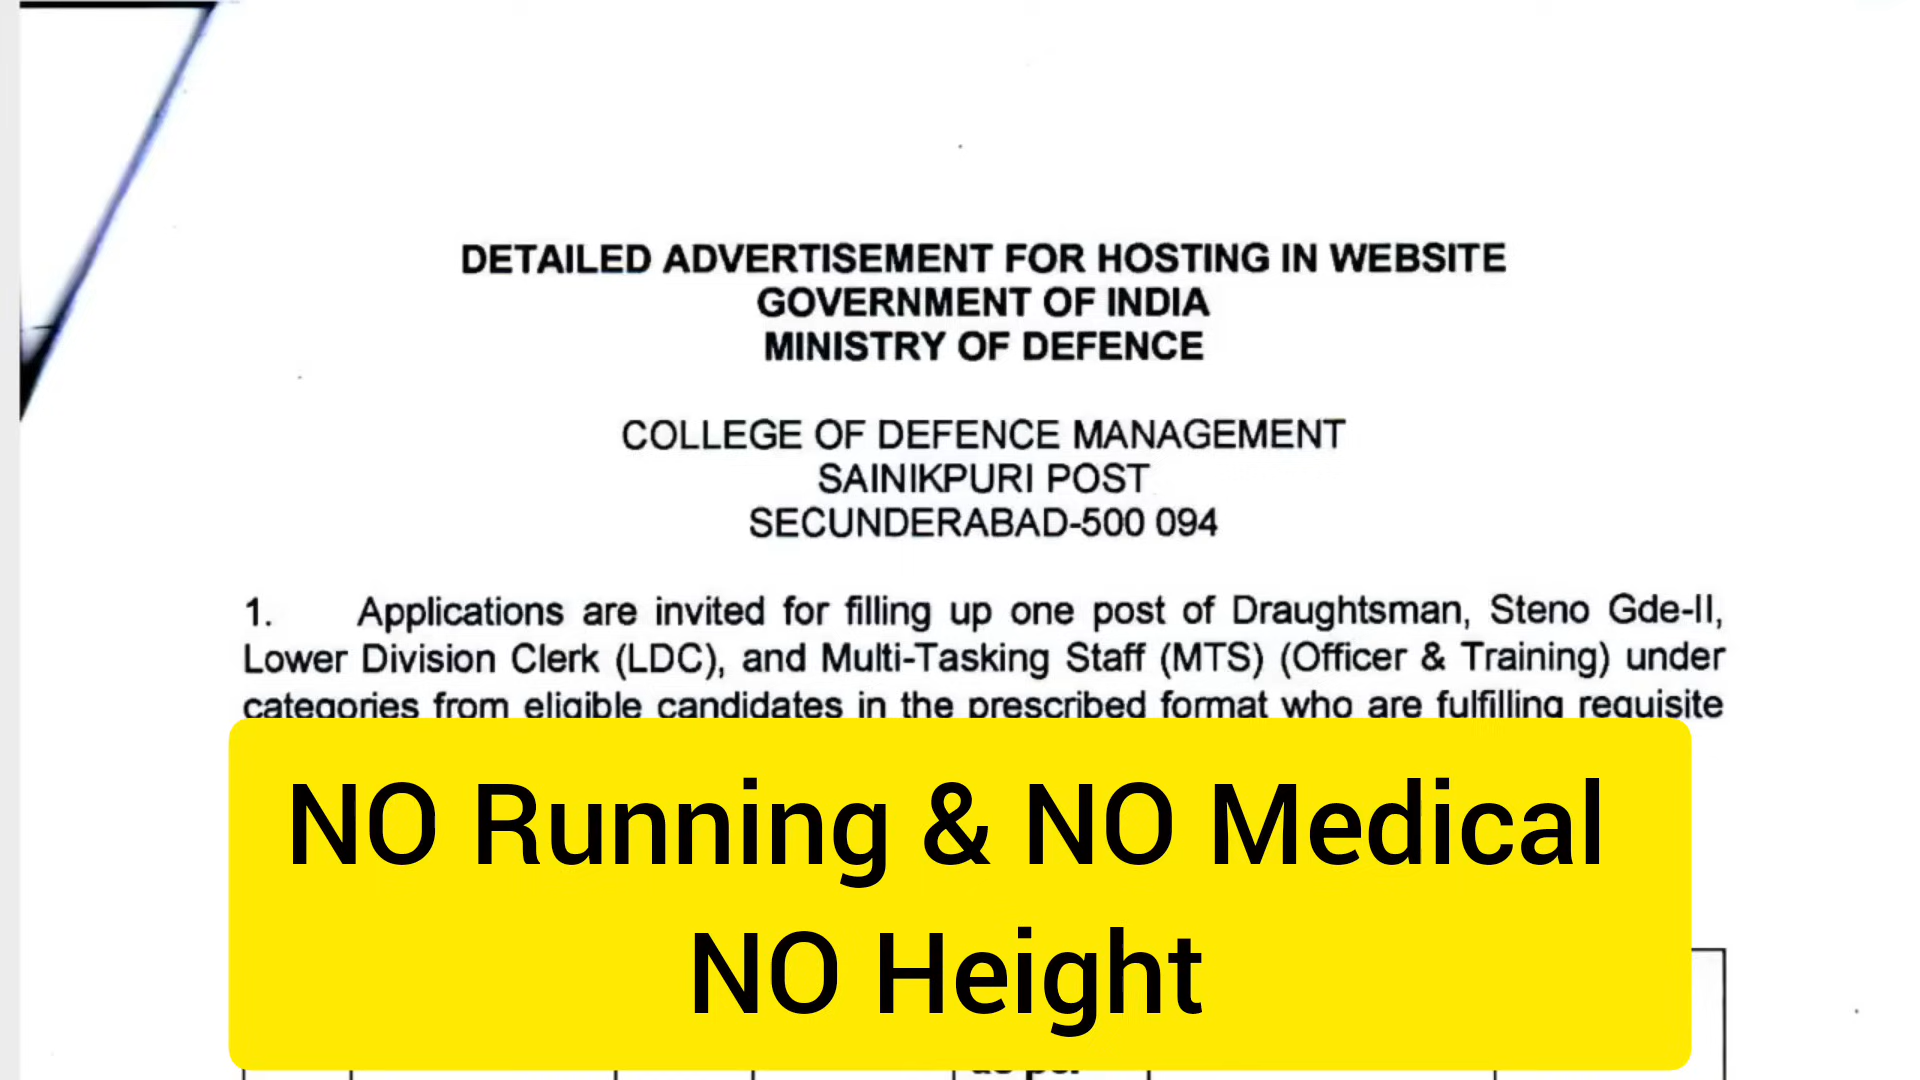 DETAILED ADVERTISEMENT FOR HOSTING IN WEBSITE
GOVERNMENT OF INDIA
MINISTRY OF DEFENCE
COLLEGE OF DEFENCE MANAGEMENT
SAINIKPURI POST
SECUNDERABAD-500 094
1. Applications are invited for filling up one post of Draughtsman, Steno Gde-II,
Lower Division Clerk (LDC), and Multi-Tasking Staff (MTS) (Officer & Training) under
categories from eligible candidates in the prescribed format who are fulfilling requisite
NO Running & NO Medical
NO Height
as per